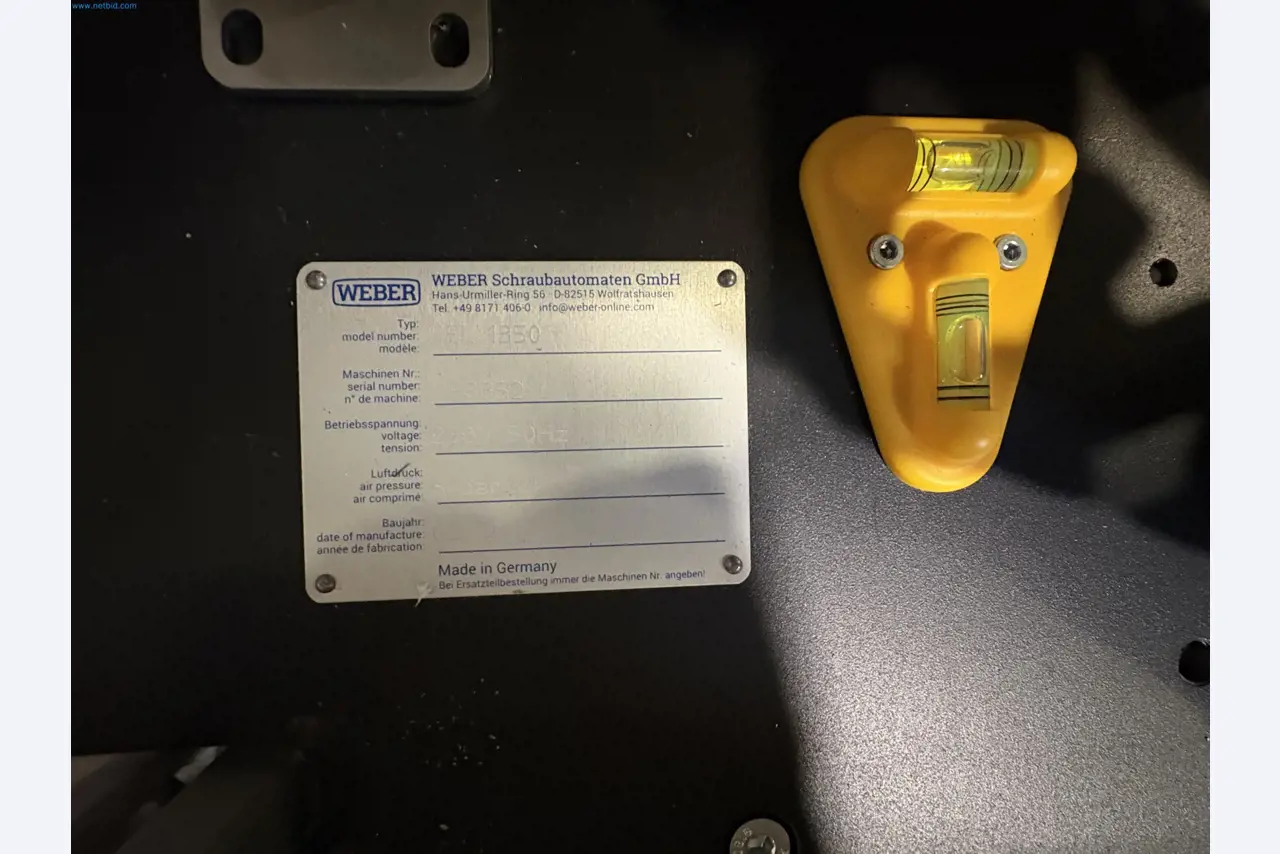 www.netbid.com
WEBER
WEBER Schraubautomaten GmbH
Hans-Urmiller-Ring 56 · D-82515 Wolfratshausen
Tel. +49 8171 406-0 · info@weber-online.com
Typ:
model number:
modèle:
Maschinen Nr.:
serial number:
n° de machine:
Betriebsspannung:
voltage:
50Hz
tension:
Luftdruck:
air pressure:
air comprimé
Baujahr:
date of manufacture:
année de fabrication:
Made in Germany
Bei Ersatzteilbestellung immer die Maschinen Nr. angeben!